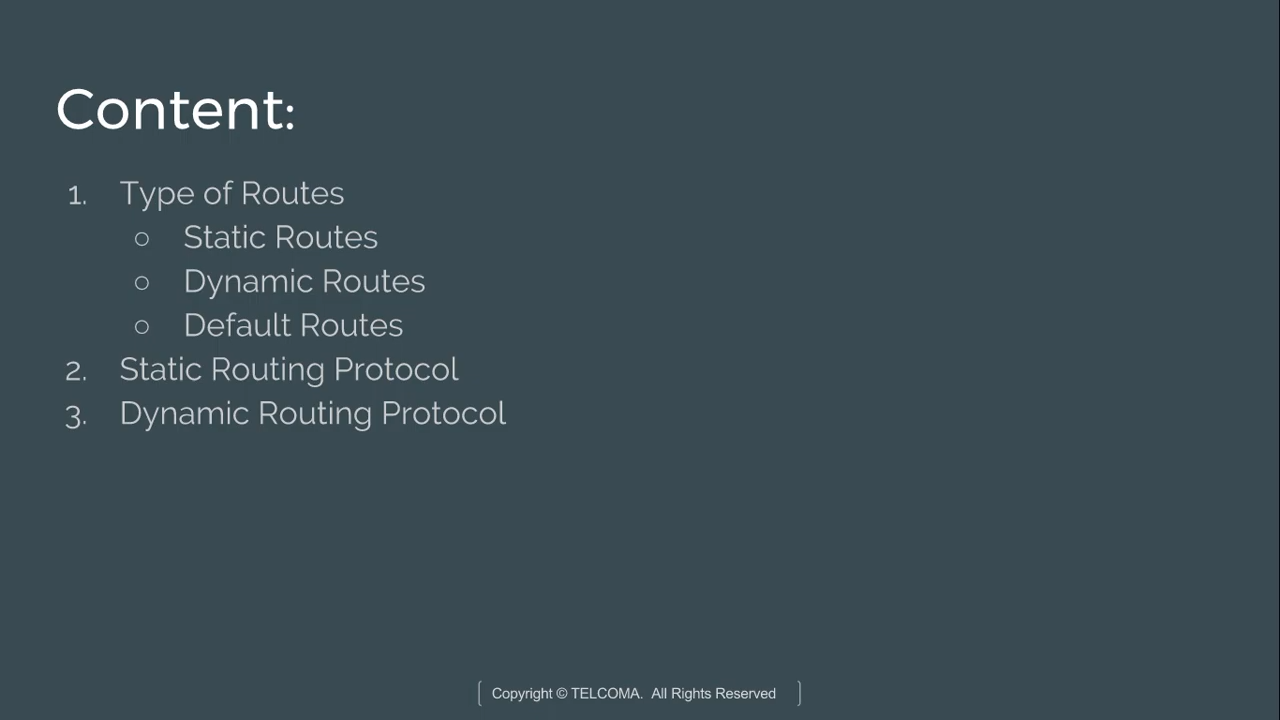 Content:
1. Type of Routes
○ Static Routes
○ Dynamic Routes
○ Default Routes
2. Static Routing Protocol
3. Dynamic Routing Protocol
Copyright © TELCOMA. All Rights Reserved